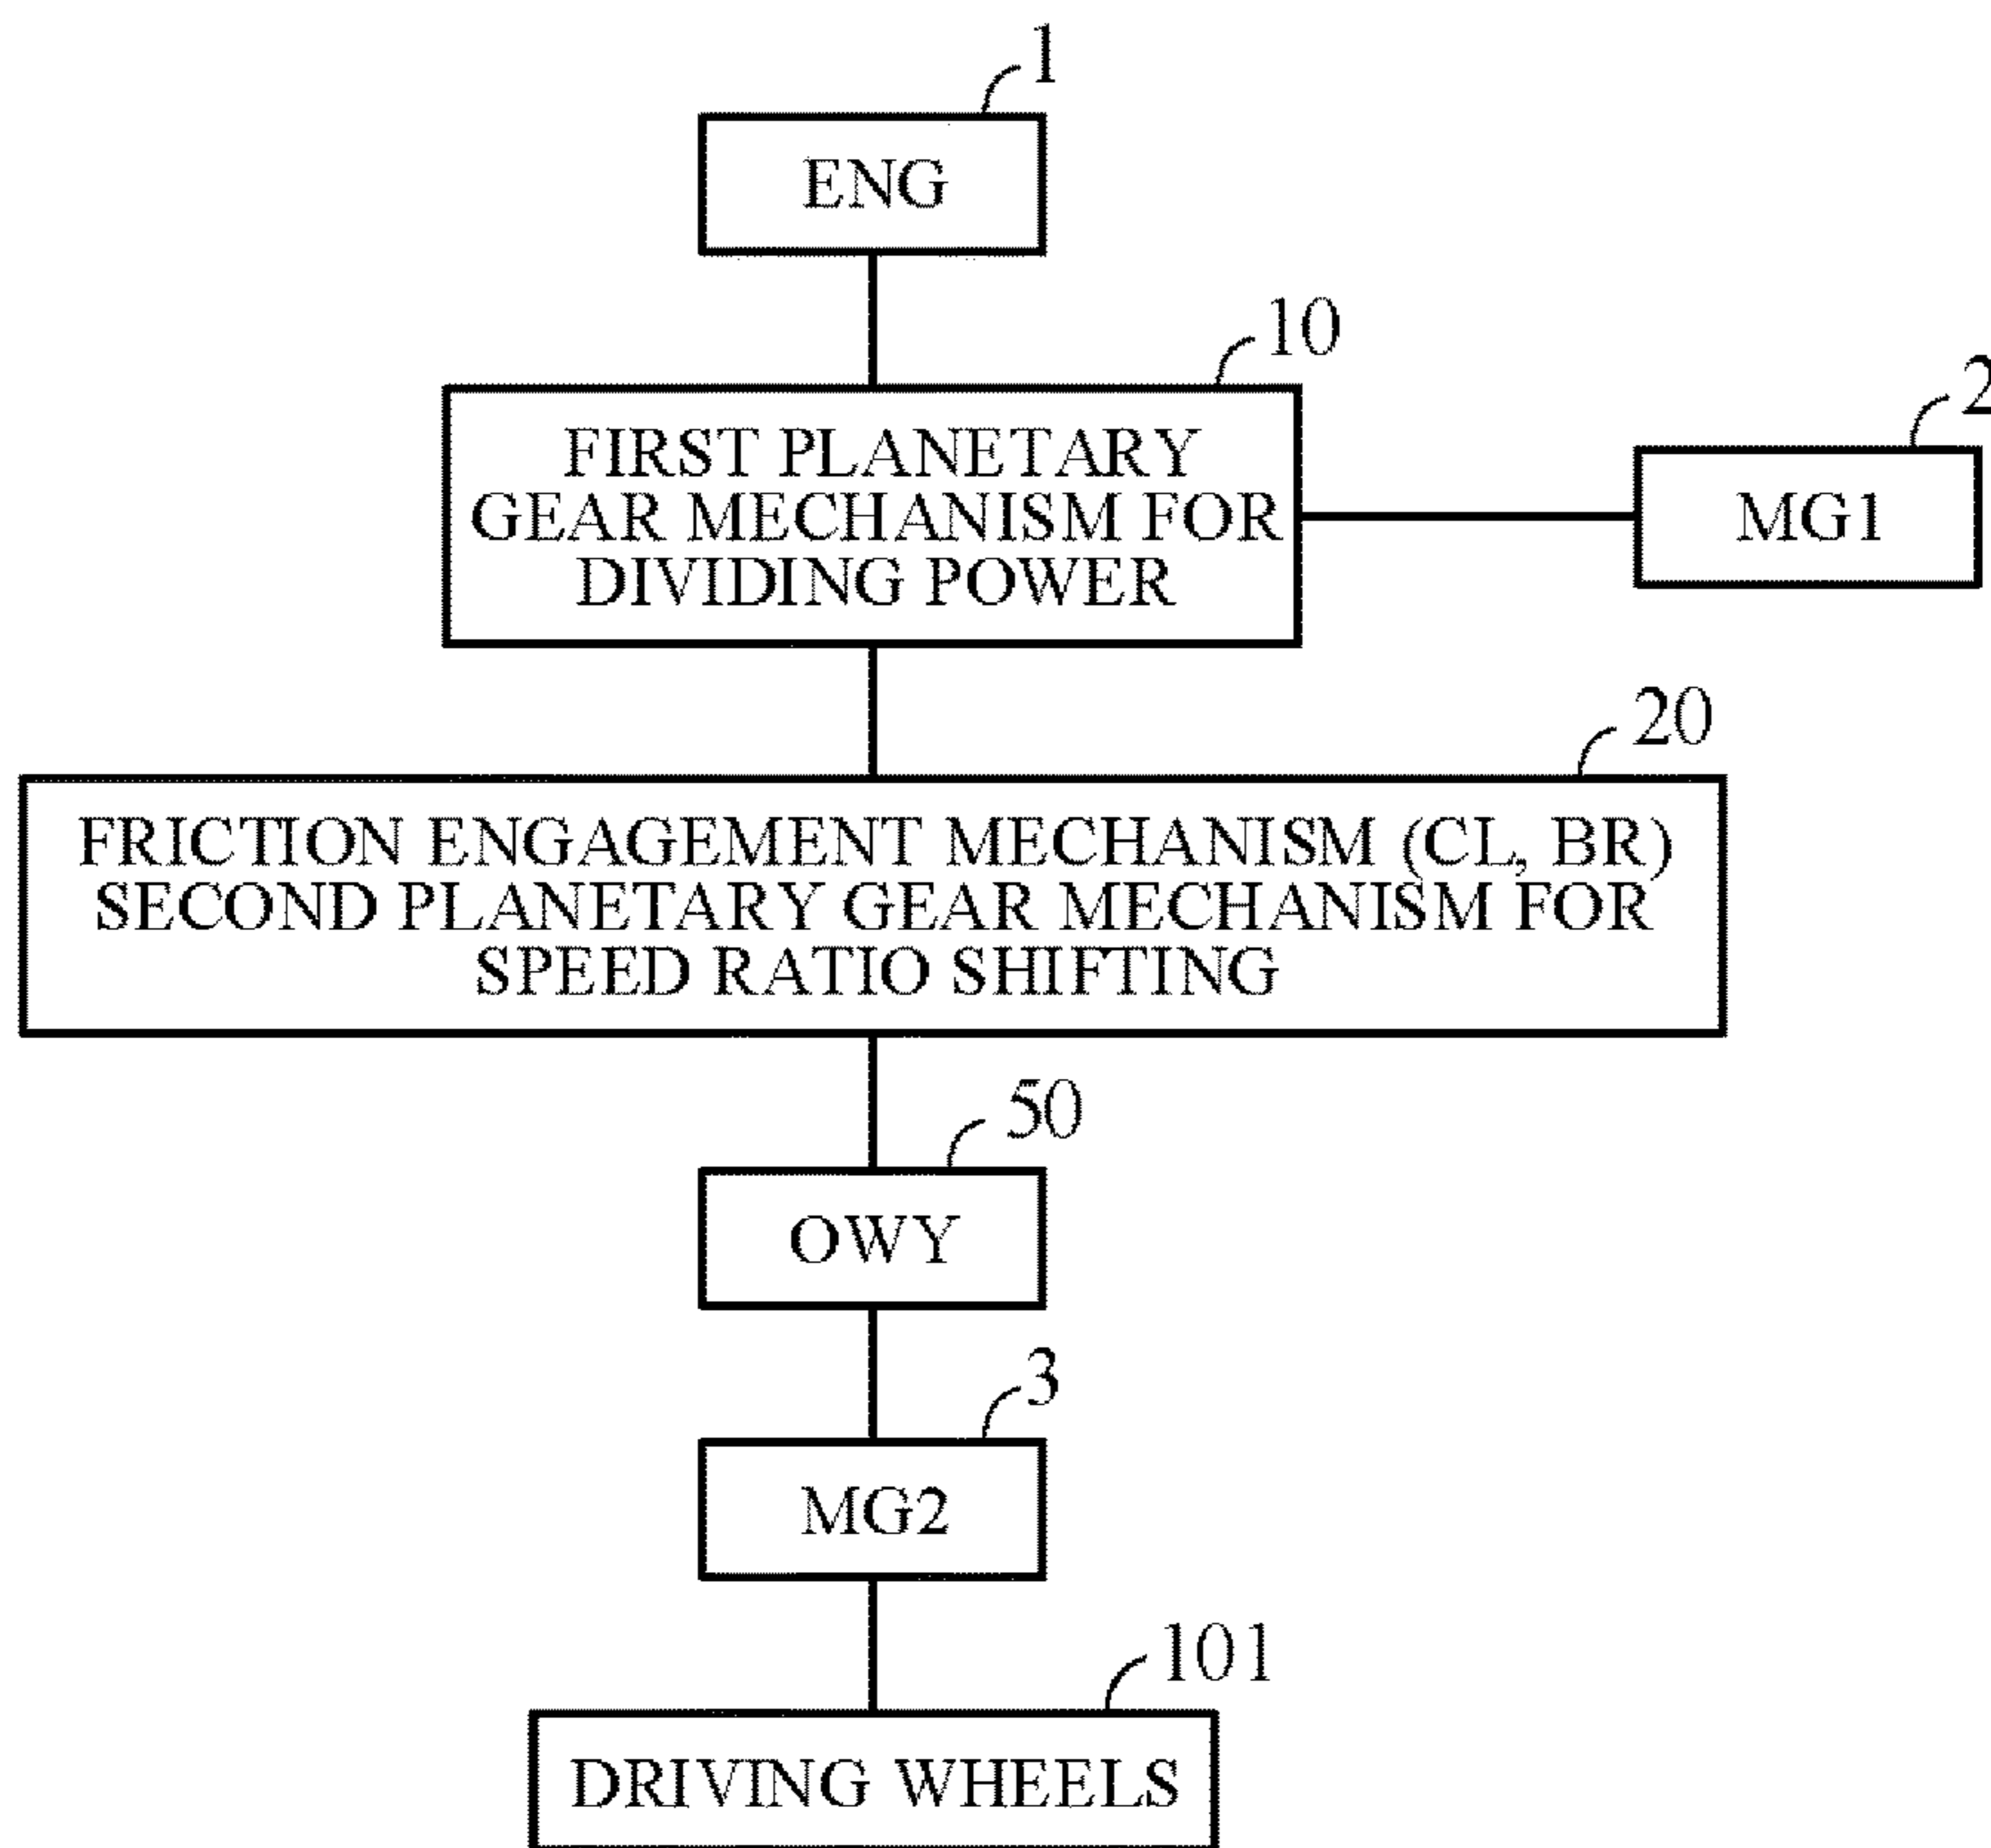 1
ENG
10
FIRST PLANETARY
GEAR MECHANISM FOR
DIVIDING POWER
2
MG1
20
FRICTION ENGAGEMENT MECHANISM (CL, BR)
SECOND PLANETARY GEAR MECHANISM FOR
SPEED RATIO SHIFTING
50
OWY
3
MG2
101
DRIVING WHEELS